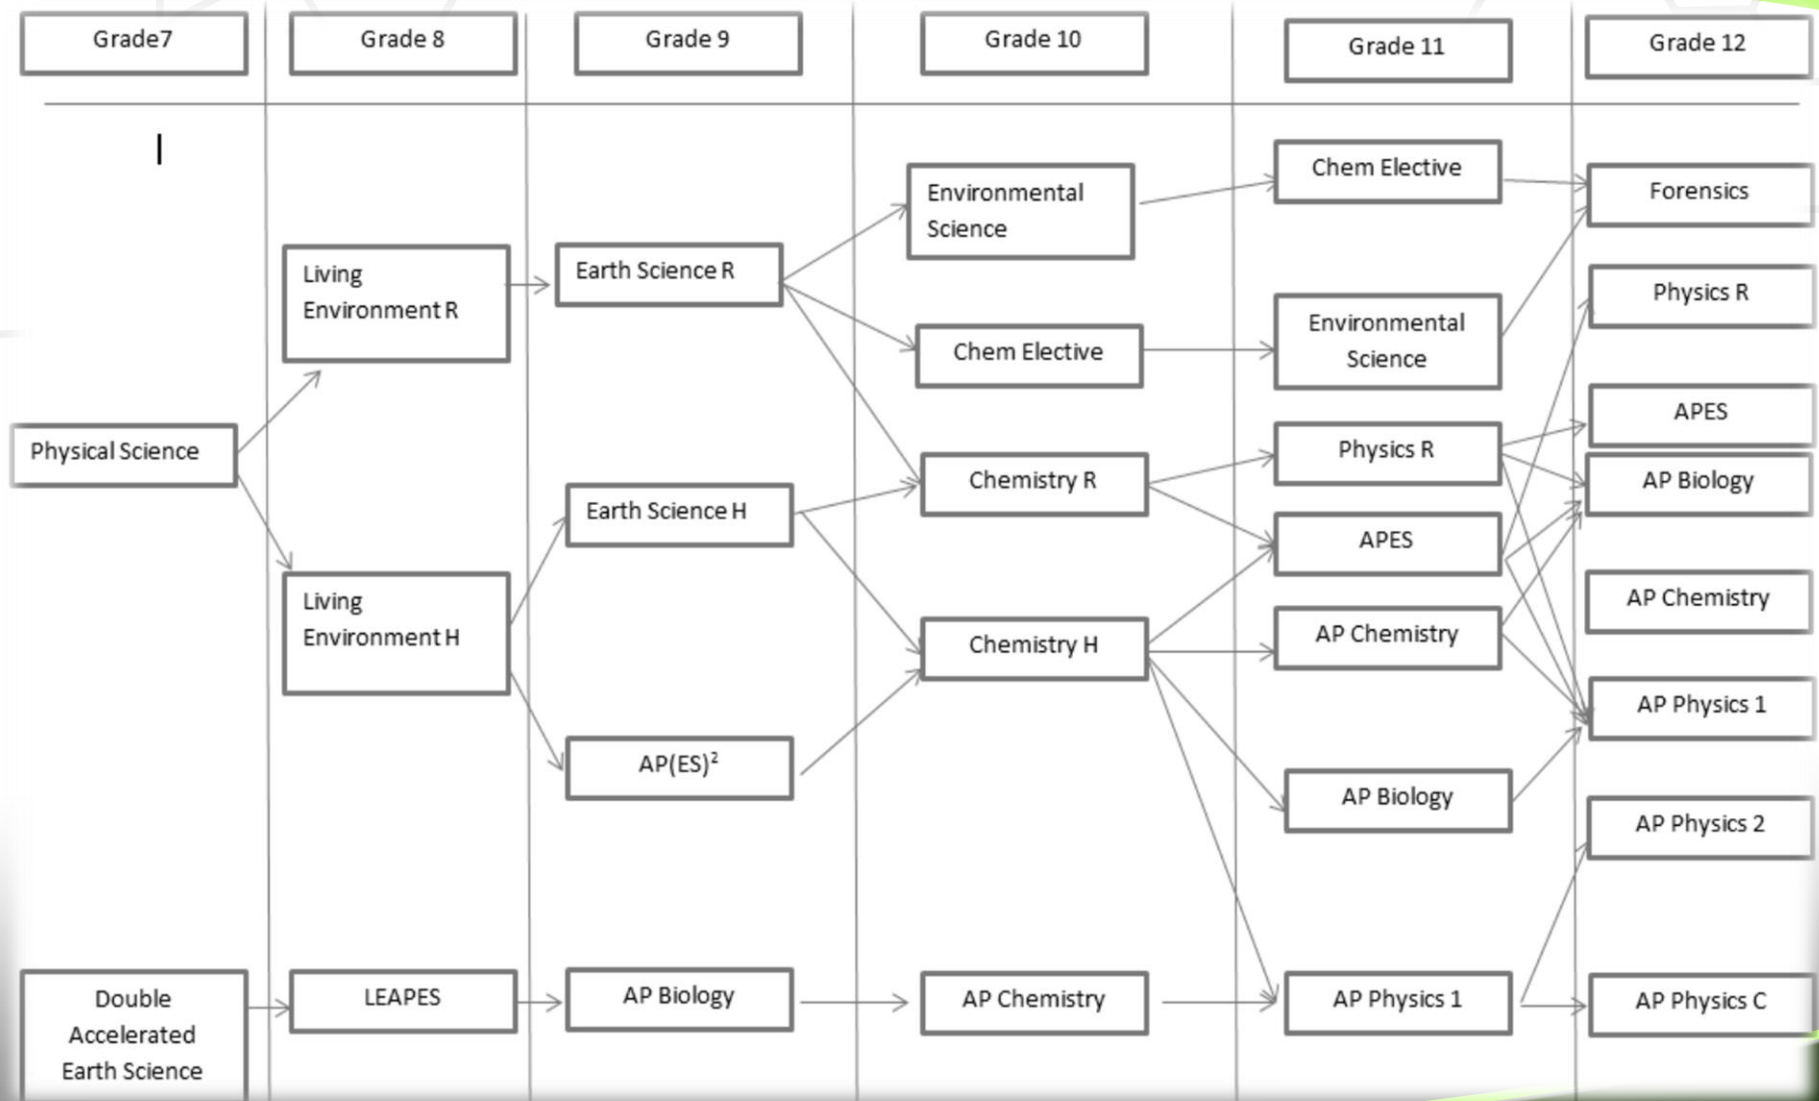 Grade7
Grade 8
Grade 9
Grade 10
Grade 11
Grade 12
Physical Science
Double
Accelerated
Earth Science
Living
Environment R
Living
Environment H
LEAPES
Earth Science R
Earth Science H
AP(ES)²
AP Biology
Environmental
Science
Chem Elective
Chemistry R
Chemistry H
AP Chemistry
Chem Elective
Environmental
Science
Physics R
APES
AP Chemistry
AP Biology
AP Physics 1
Forensics
Physics R
APES
AP Biology
AP Chemistry
AP Physics 1
AP Physics 2
AP Physics C